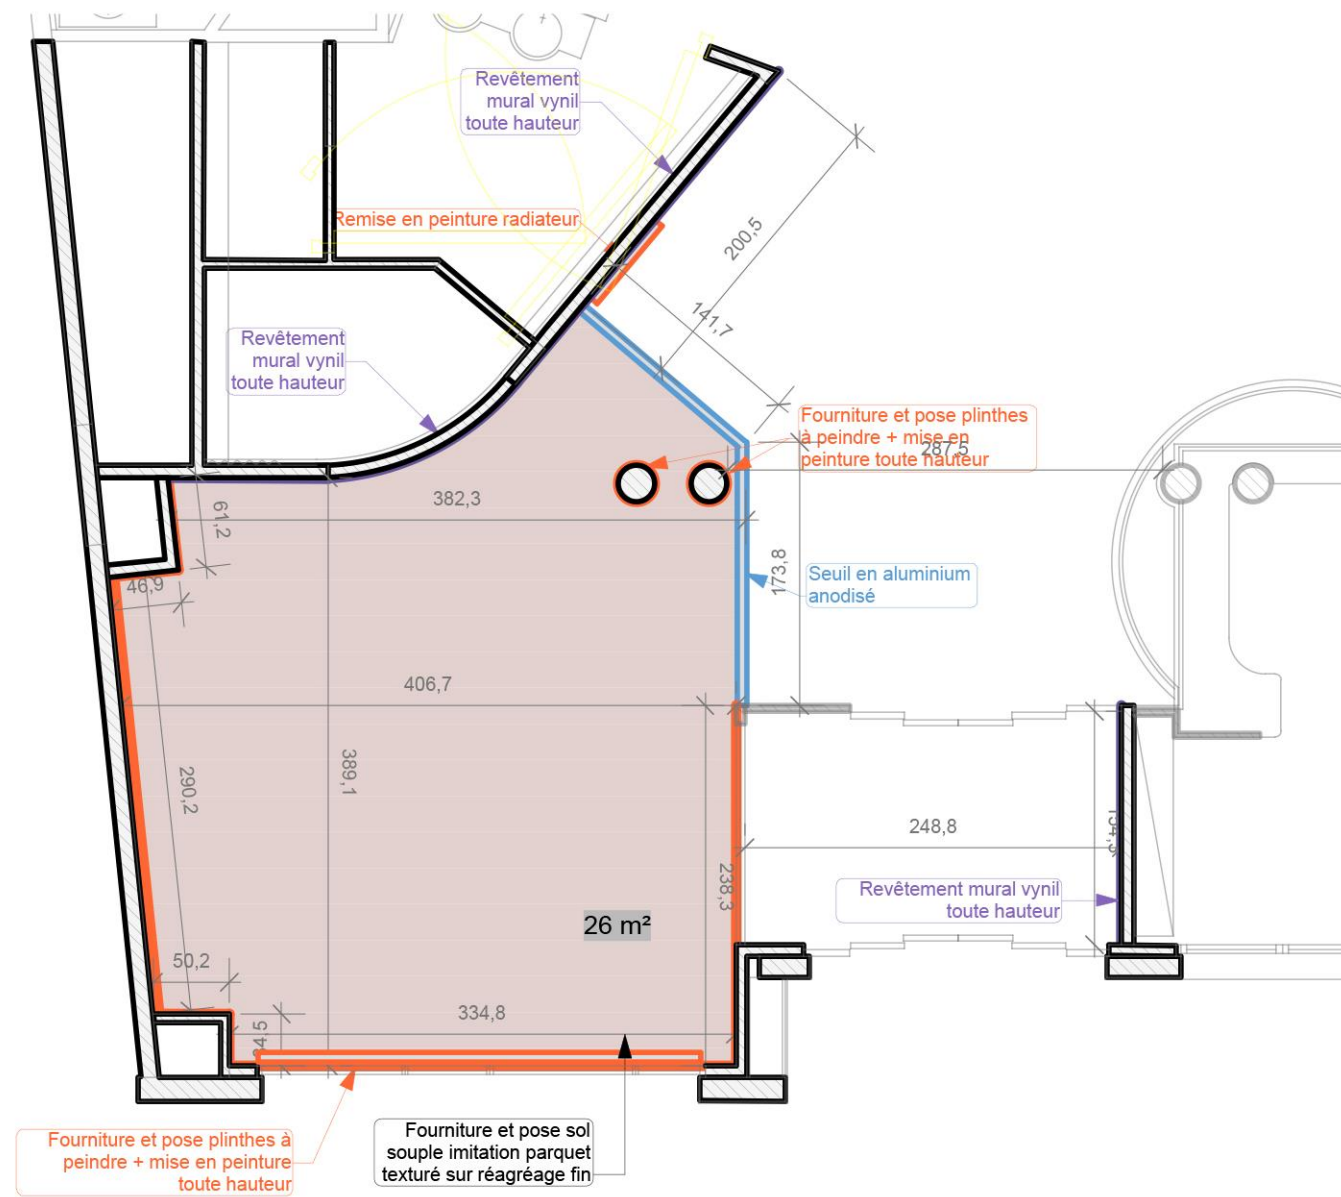 Revêtement
mural vynil
toute hauteur
Remise en peinture radiateur
200,5
141,7
Revêtement
mural vynil
toute hauteur
Fourniture et pose plinthes
à peindre + mise en
peinture toute hauteur
287,5
382,3
61,2
46,9
173,8
Seuil en aluminium
anodisé
406,7
389,1
290,2
248,8
238,3
Revêtement mural vynil
toute hauteur
26 m²
50,2
334,8
Fourniture et pose plinthes à
peindre + mise en peinture
toute hauteur
Fourniture et pose sol
souple imitation parquet
texturé sur réagréage fin